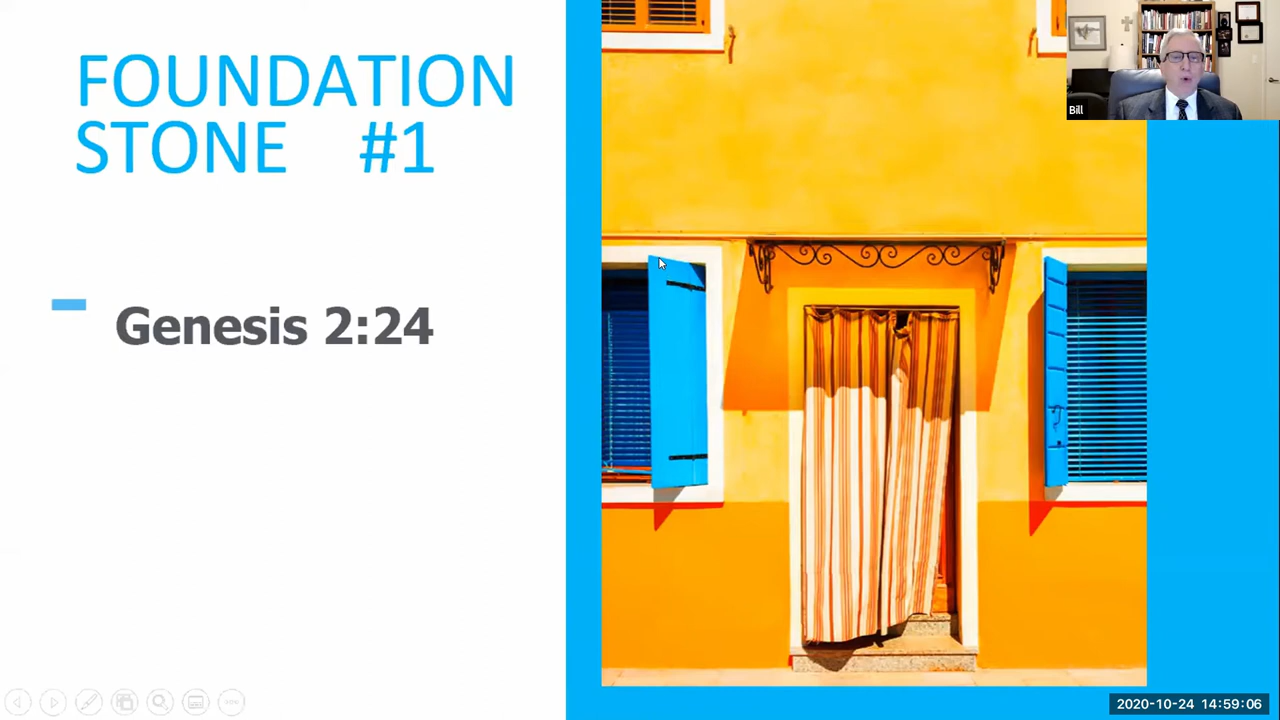 FOUNDATION
STONE #1
Genesis 2:24
Bill
2020-10-24 14:59:06